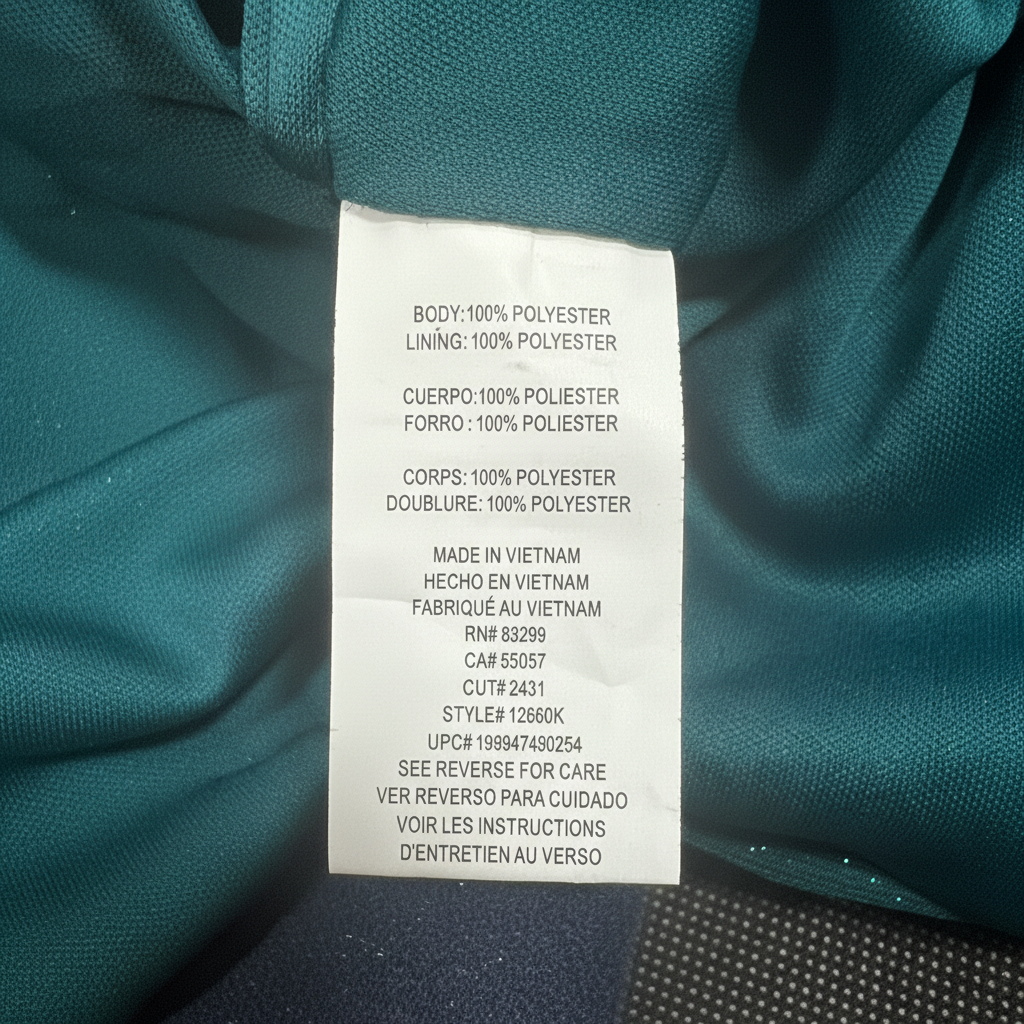 BODY:100% POLYESTER
LINING:100% POLYESTER
CUERPO:100% POLIESTER
FORRO : 100% POLIESTER
CORPS:100% POLYESTER
DOUBLURE: 100% POLYESTER
MADE IN VIETNAM
HECHO EN VIETNAM
FABRIQUÉ AU VIETNAM
RN# 83299
CA# 55057
CUT# 2431
STYLE# 12660K
UPC# 199947490254
SEE REVERSE FOR CARE
VER REVERSO PARA CUIDADO
VOIR LES INSTRUCTIONS
D'ENTRETIEN AU VERSO